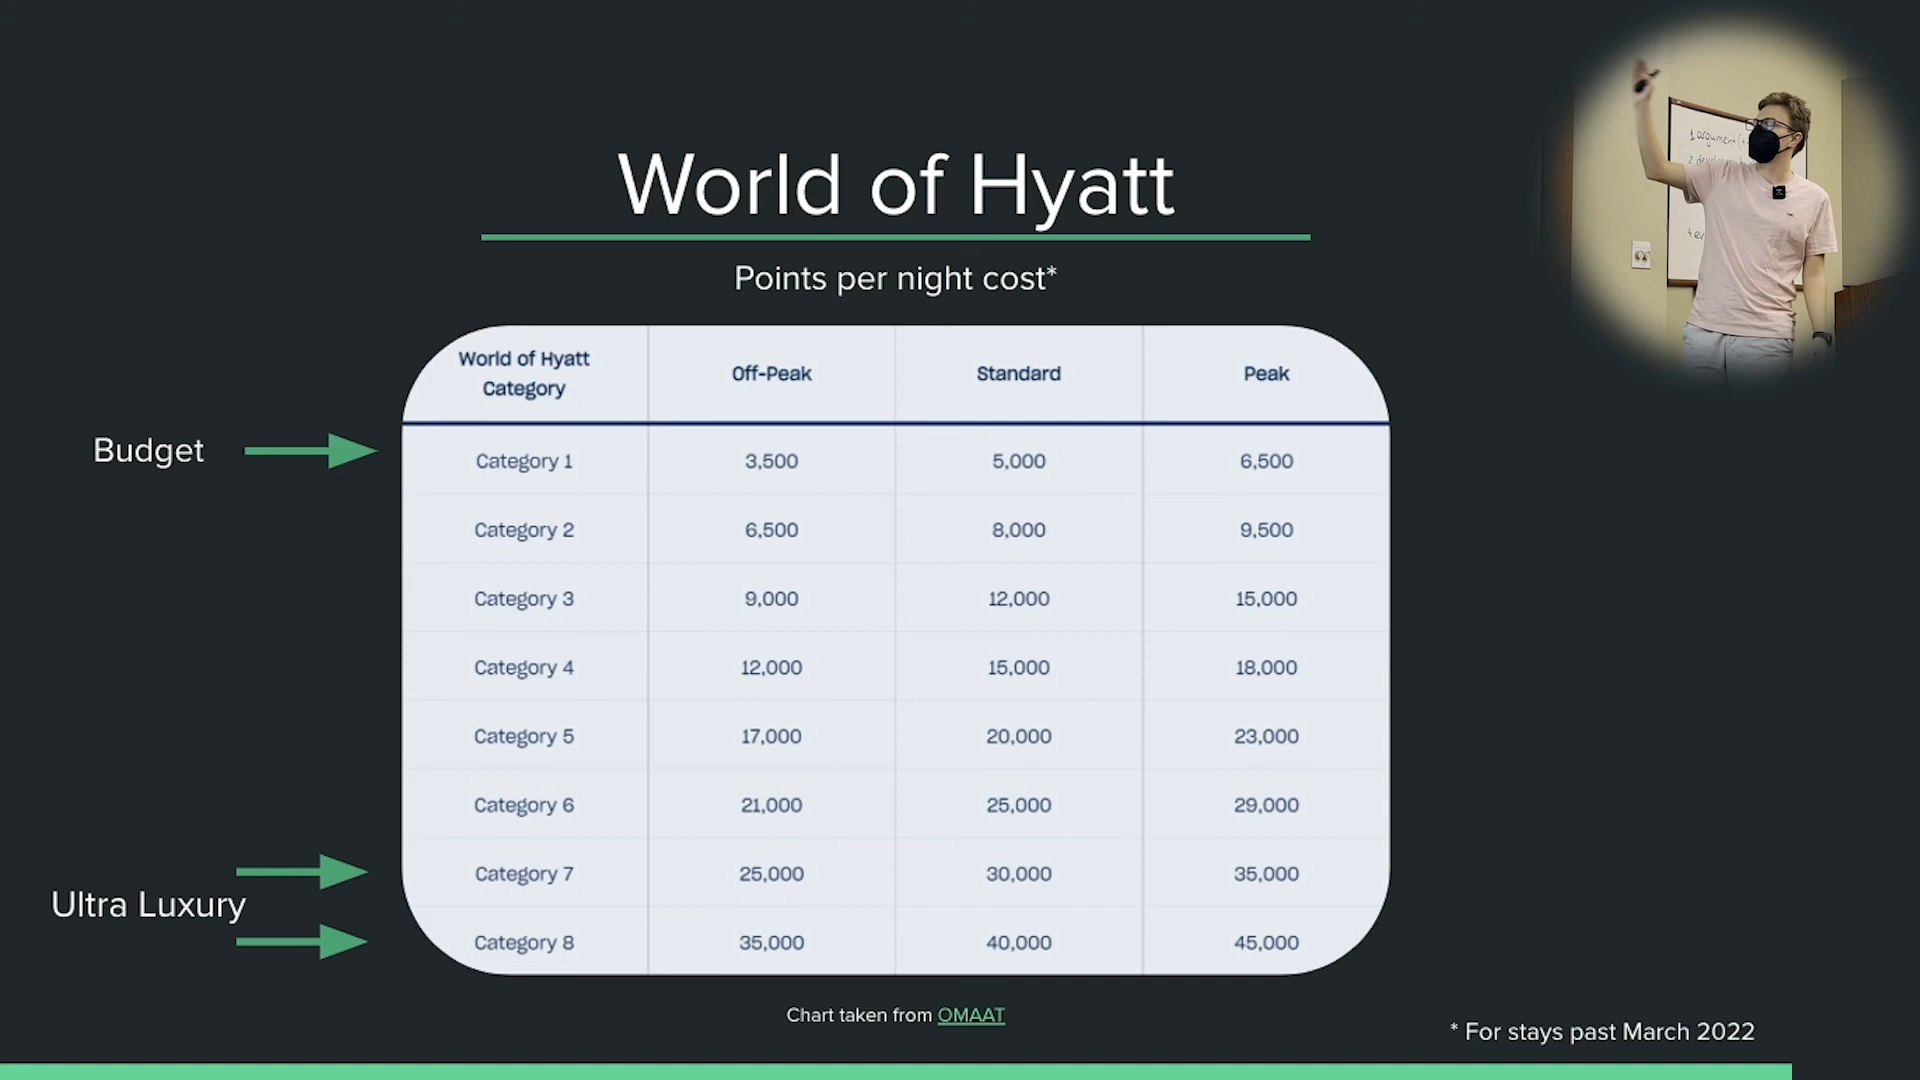 World of Hyatt
Points per night cost*
World of Hyatt Category Off-Peak Standard Peak
Budget
Category 1 3,500 5,000 6,500
Category 2 6,500 8,000 9,500
Category 3 9,000 12,000 15,000
Category 4 12,000 15,000 18,000
Category 5 17,000 20,000 23,000
Category 6 21,000 25,000 29,000
Category 7 25,000 30,000 35,000
Ultra Luxury
Category 8 35,000 40,000 45,000
Chart taken from OMAAT
* For stays past March 2022
1 argument
2
4